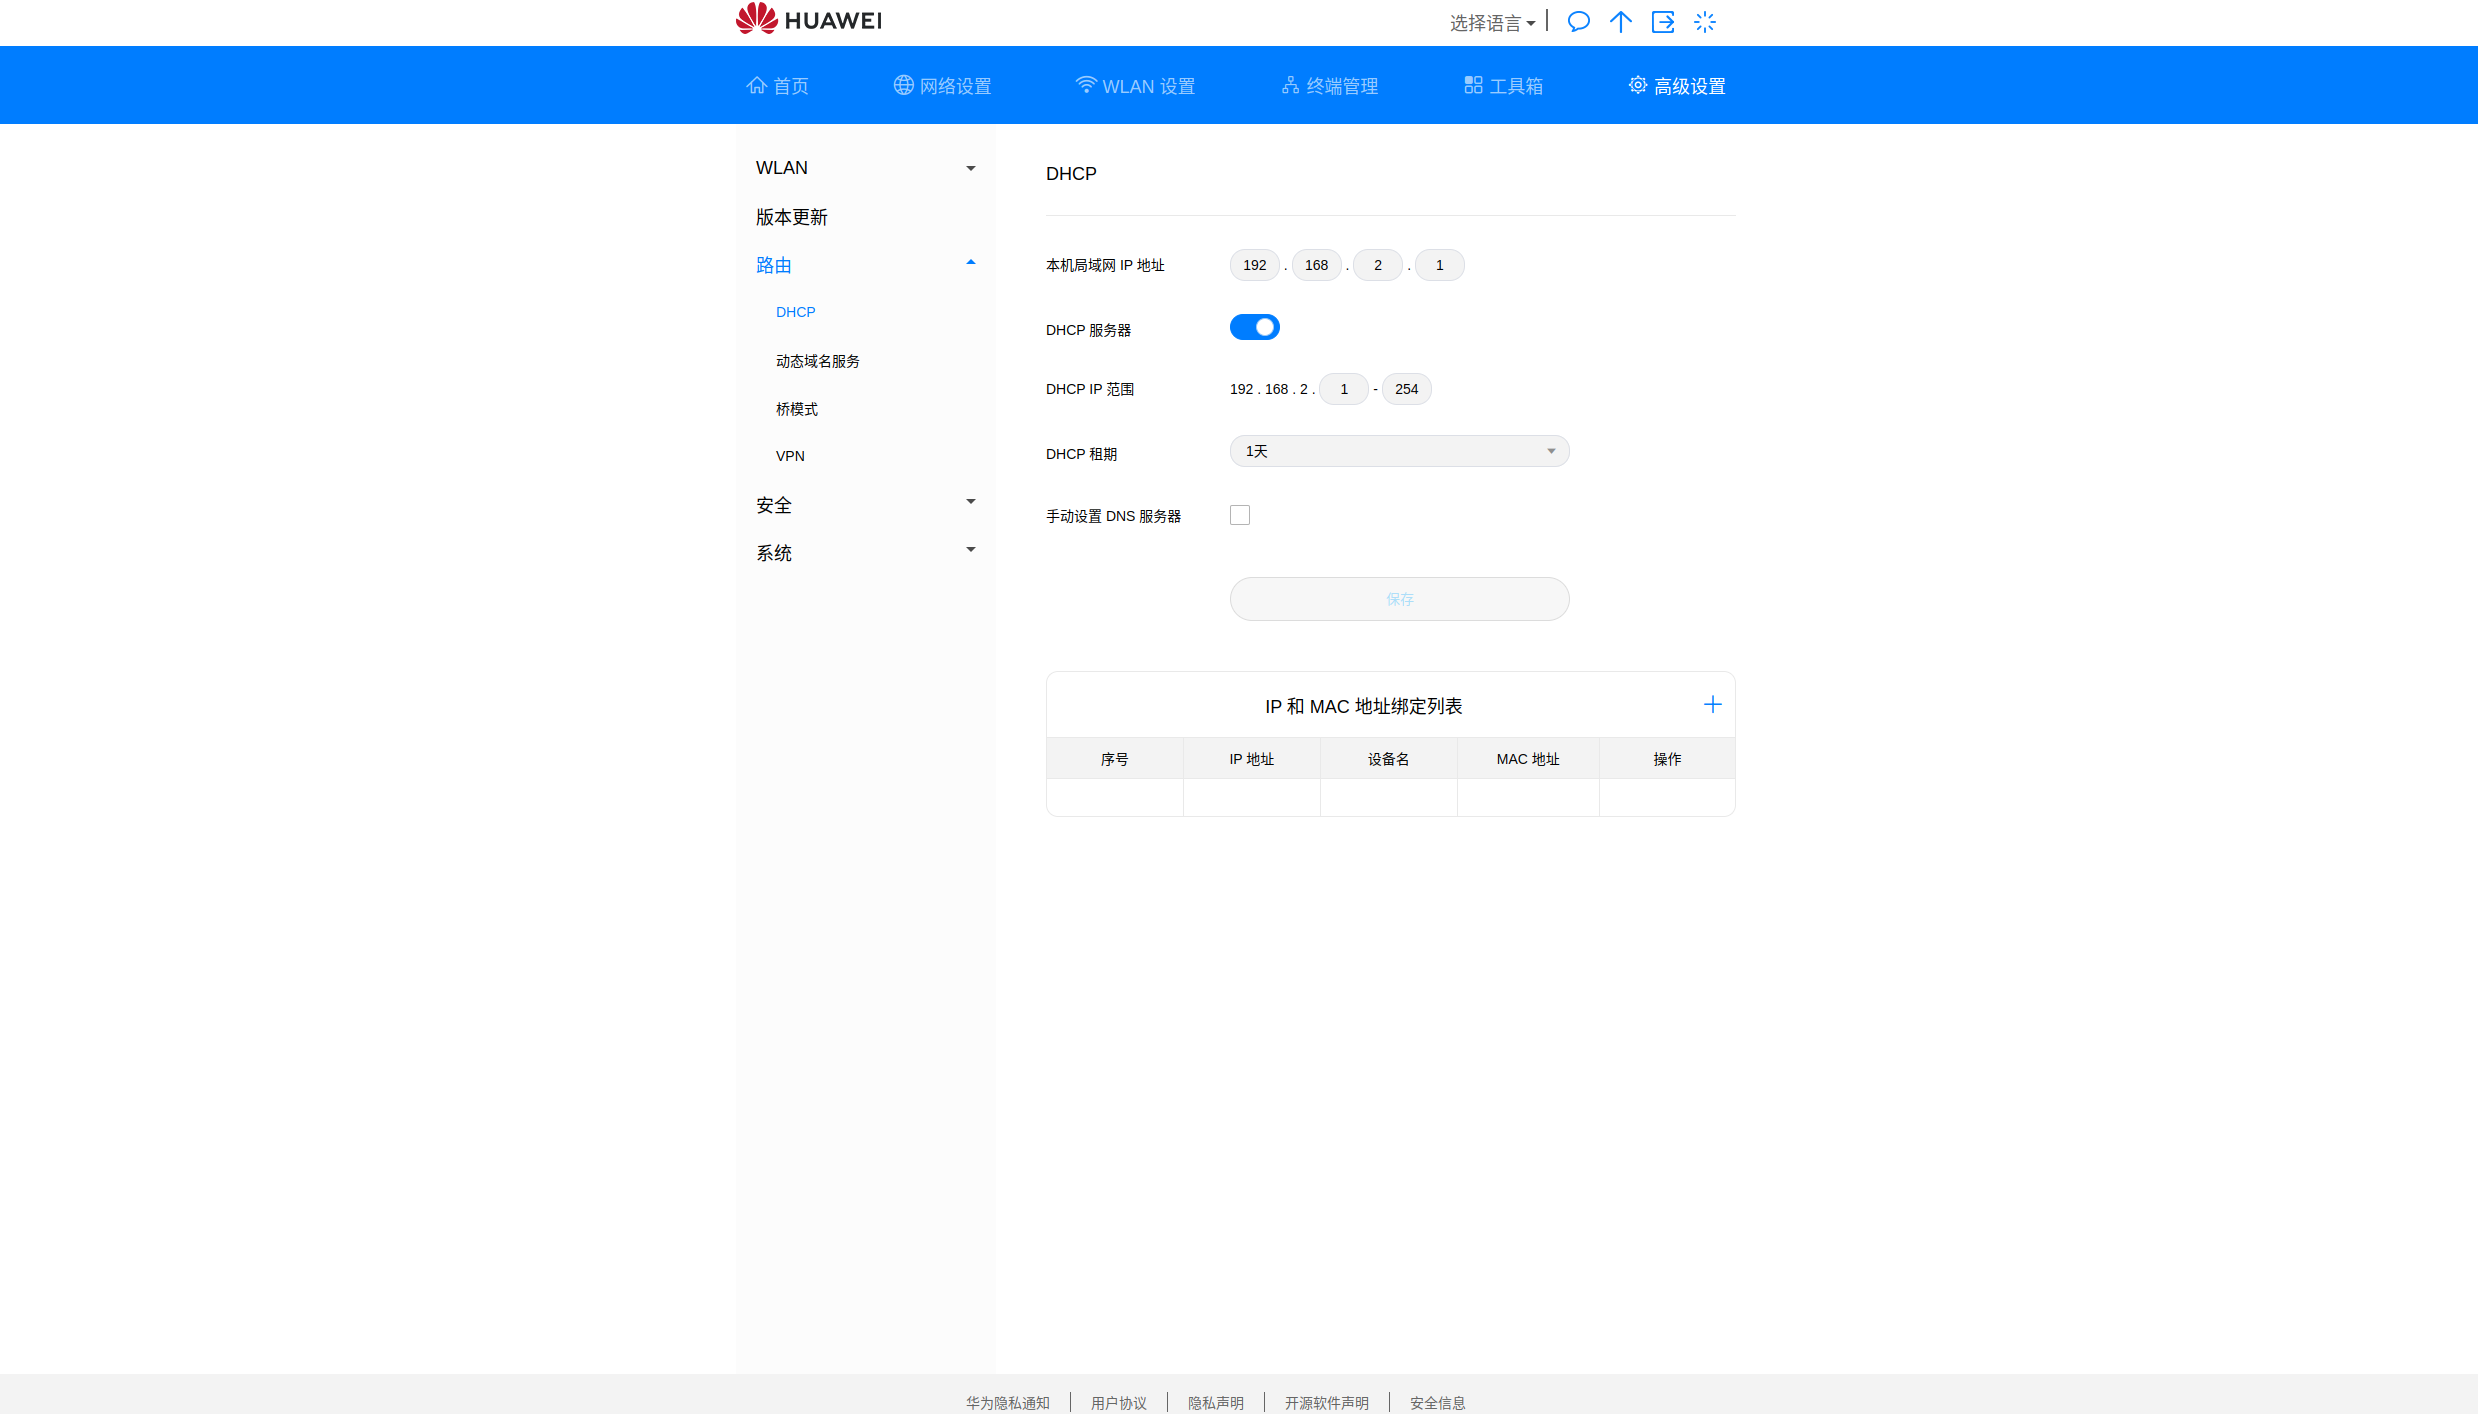 HUAWEI
选择语言
首页 网络设置 WLAN 设置 终端管理 工具箱 高级设置
WLAN
版本更新
路由
DHCP
动态域名服务
桥模式
VPN
安全
系统
DHCP
本机局域网 IP 地址 192 . 168 . 2 . 1
DHCP 服务器
DHCP IP 范围 192 . 168 . 2 . 1 - 254
DHCP 租期 1天
手动设置 DNS 服务器
保存
IP 和 MAC 地址绑定列表
序号 IP 地址 设备名 MAC 地址 操作
华为隐私通知 用户协议 隐私声明 开源软件声明 安全信息